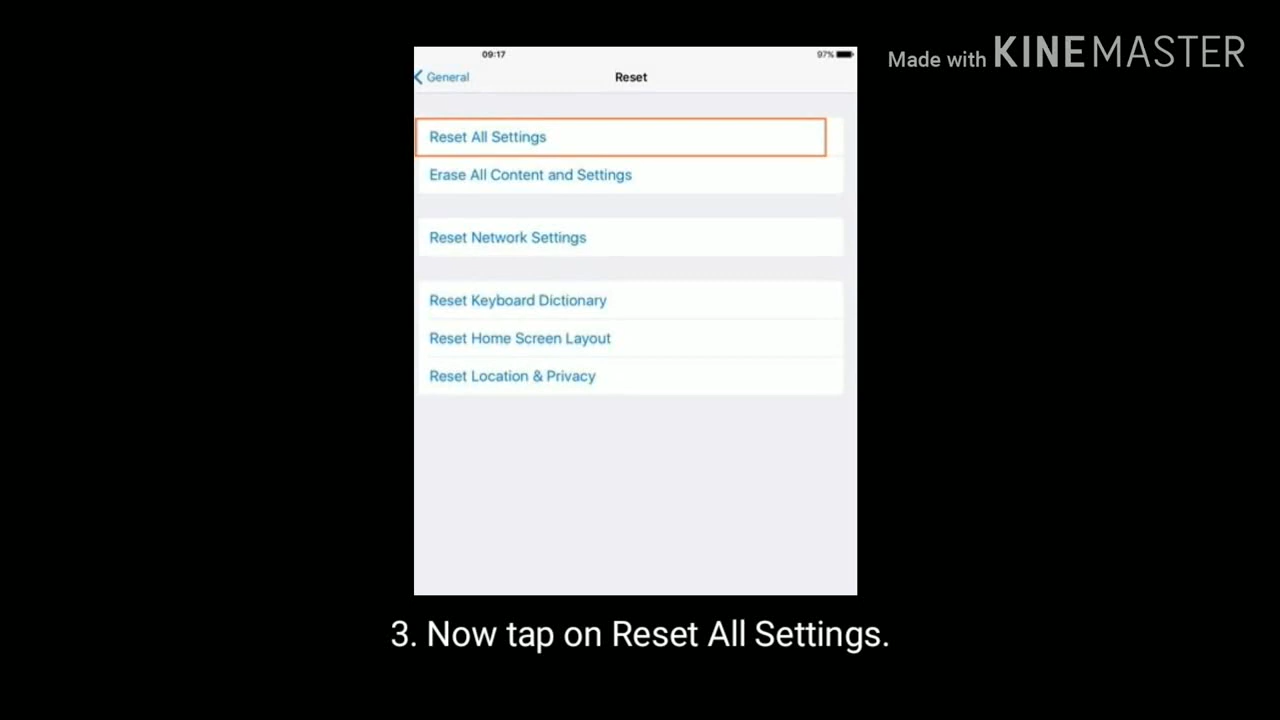 Made with KINEMASTER
09:17 97%
General Reset
Reset All Settings
Erase All Content and Settings
Reset Network Settings
Reset Keyboard Dictionary
Reset Home Screen Layout
Reset Location & Privacy
3. Now tap on Reset All Settings.